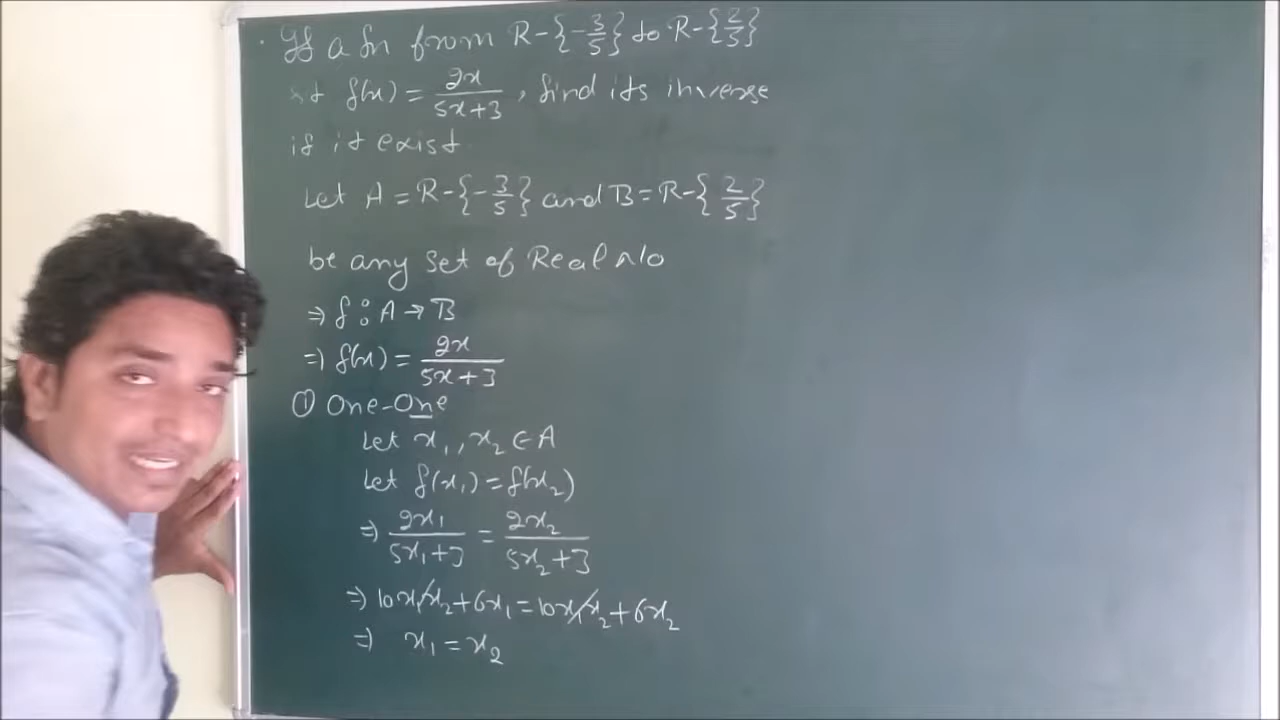 If a fn from R-{-3/5} to R-{2/5}
st f(x) = 2x/(5x+3), find its inverse
if it exist
Let A = R-{-3/5} and B = R-{2/5}
be any set of Real No
⇒ f : A → B
⇒ f(x) = 2x/(5x+3)
① One-One
Let x₁, x₂ ∈ A
Let f(x₁) = f(x₂)
⇒ 2x₁/(5x₁+3) = 2x₂/(5x₂+3)
⇒ 10x₁x₂+6x₁ = 10x₁x₂+6x₂
⇒ x₁ = x₂